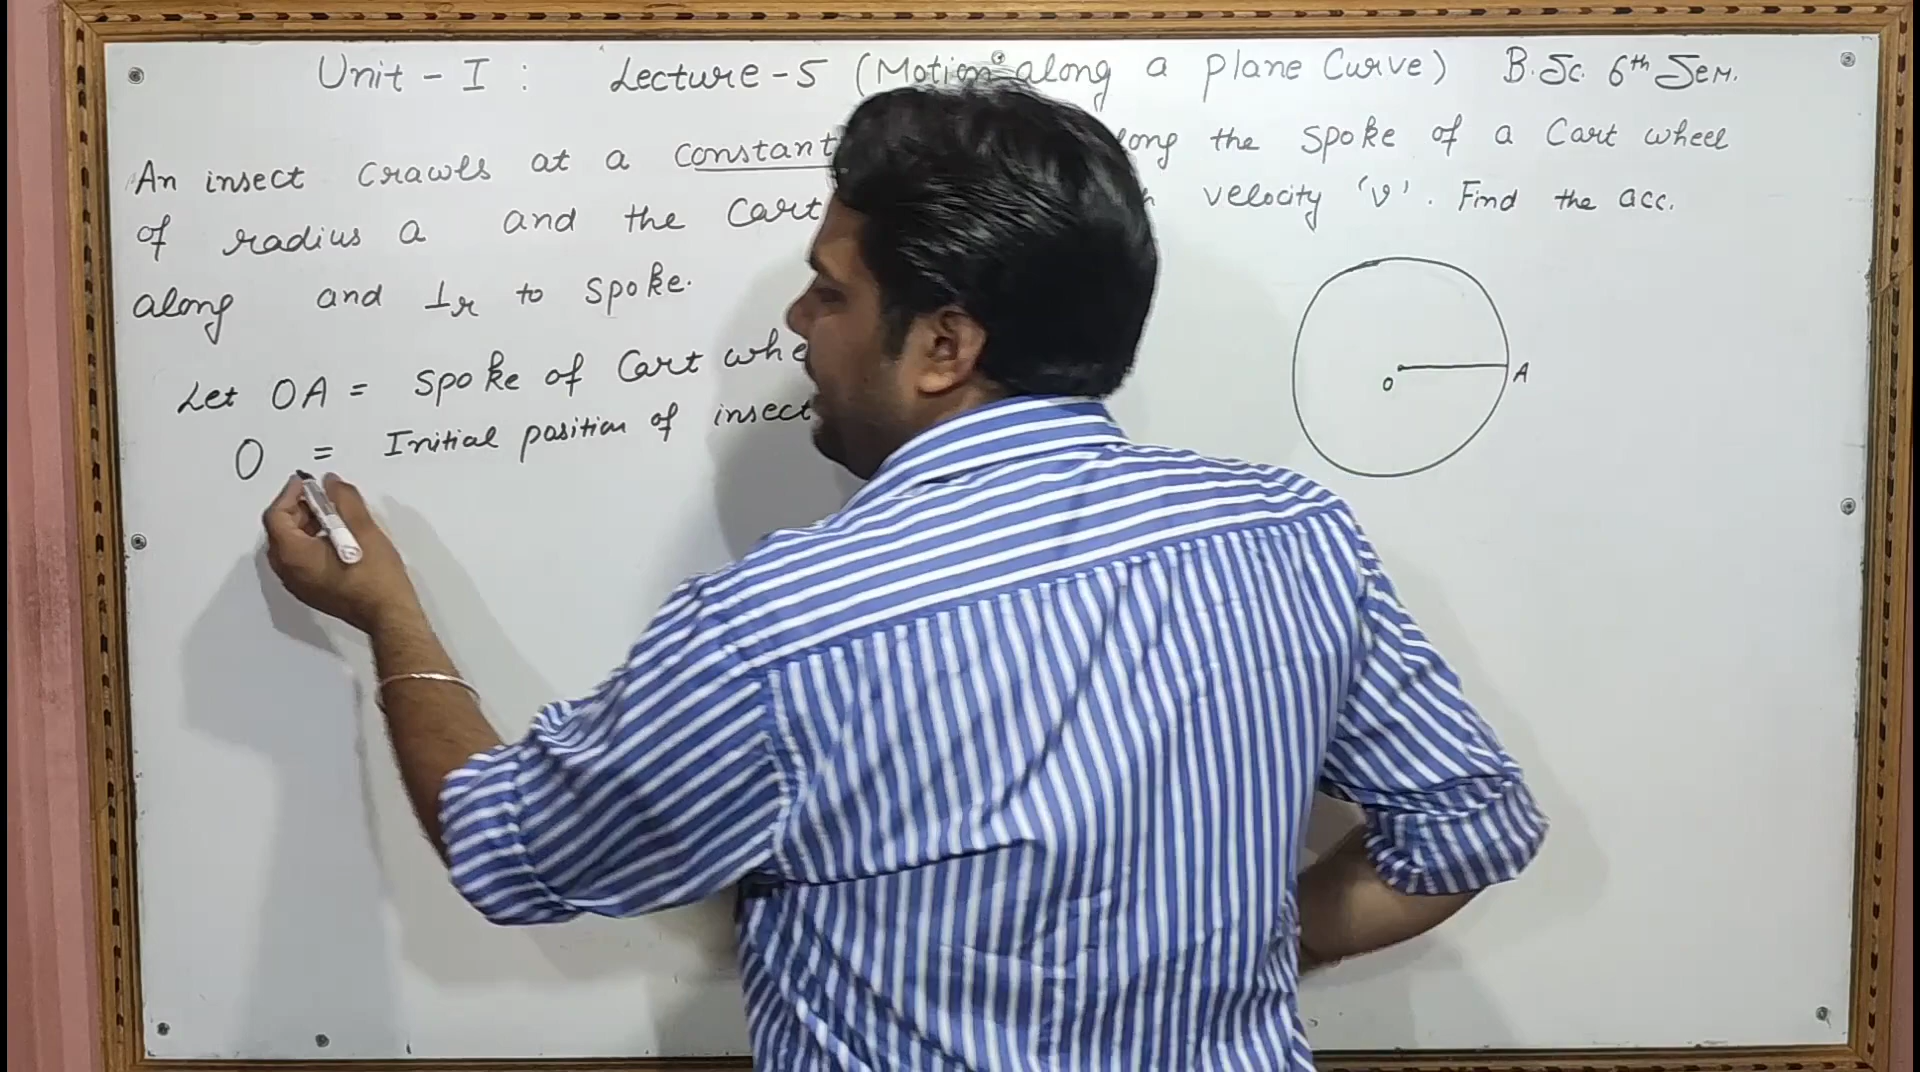 Unit - I : Lecture - 5 (Motion along a plane Curve) B.Sc. 6th Sem.
An insect crawls at a constant along the spoke of a Cart wheel
of radius a and the Cart velocity 'v'. Find the acc.
along and ⊥r to spoke.
Let OA = spoke of Cart
O = Initial position of insect
O A